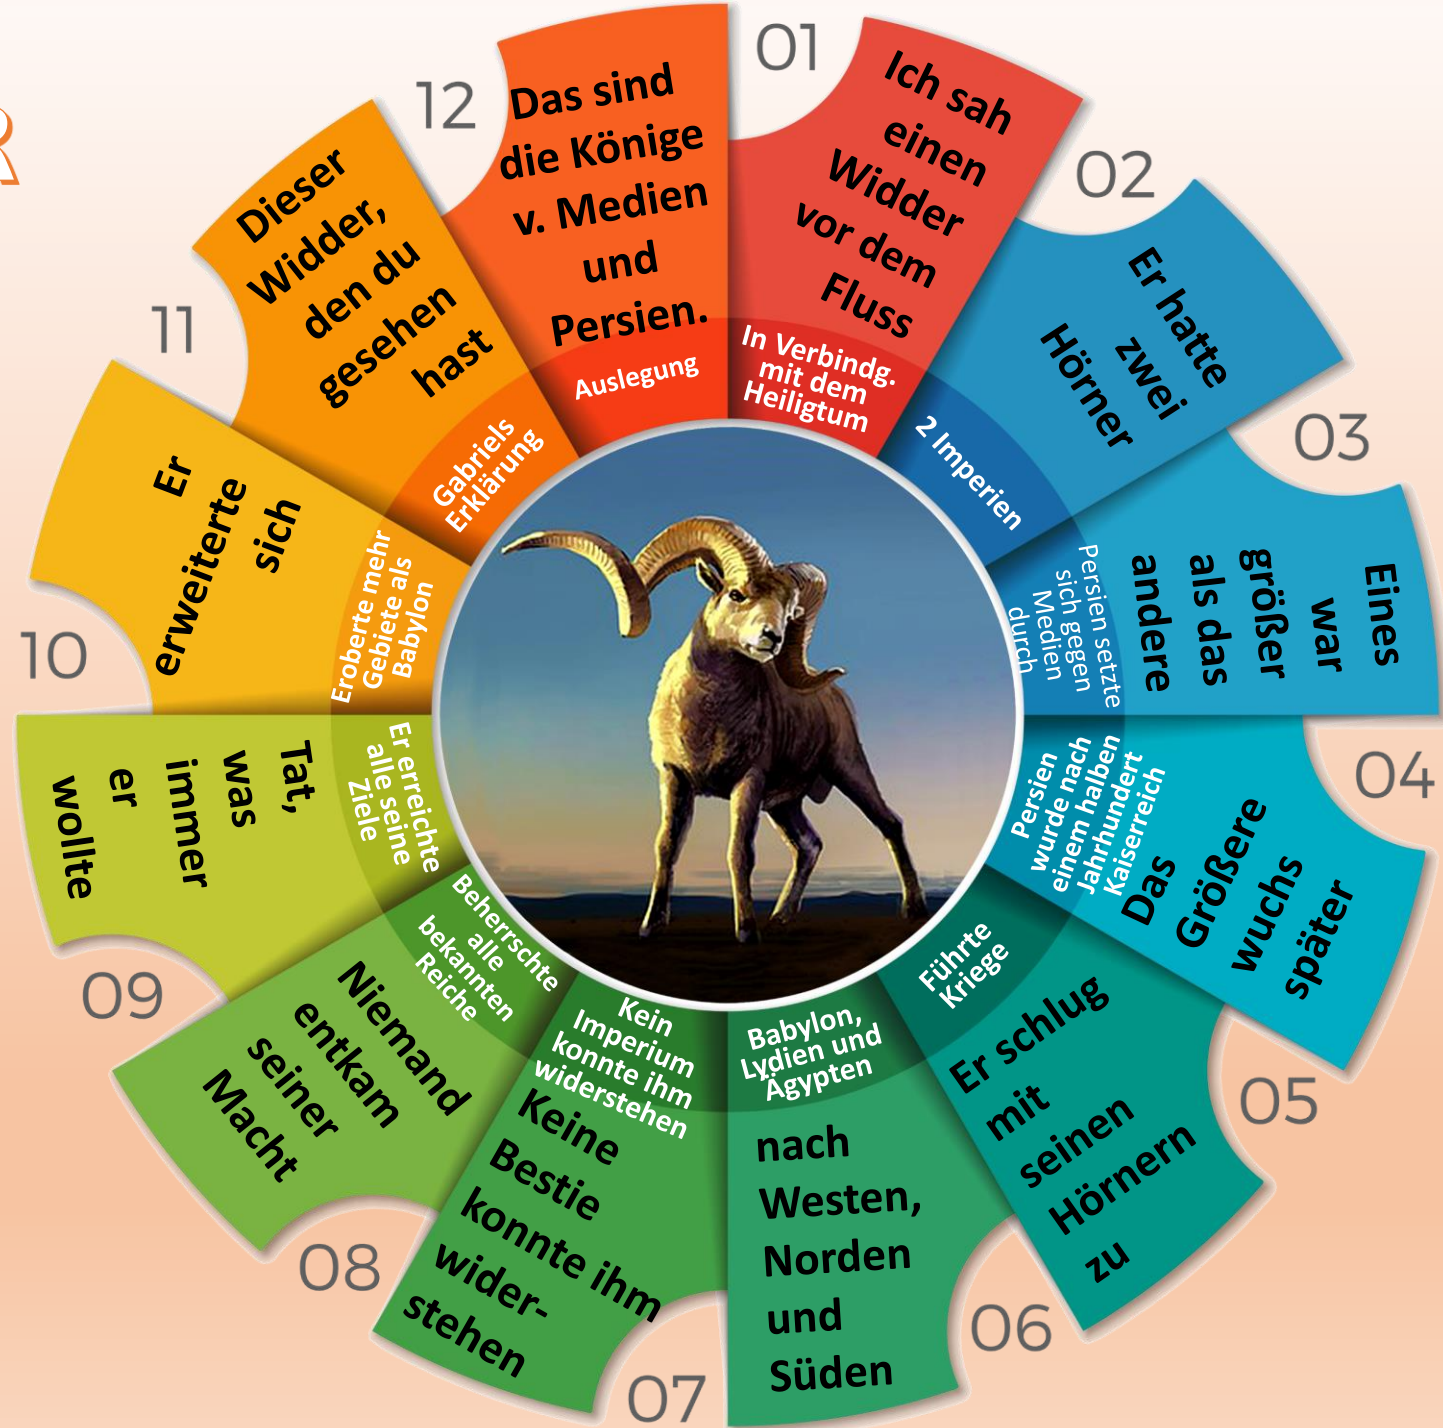 R
01
Ich sah
einen
Widder
vor dem
Fluss
In Verbindg.
mit dem
Heiligtum
02
Er hatte
zwei
Hörner
2 Imperien
03
Eines
war
größer
als das
andere
Persien setzte
sich gegen
Medien
durch
04
Das
Größere
wuchs
später
Persien
wurde nach
einem halben
Jahrhundert
Kaiserreich
05
Er schlug
mit
seinen
Hörnern
zu
Führte
Kriege
06
nach
Westen,
Norden
und
Süden
Babylon,
Lydien und
Ägypten
07
Keine
Bestie
konnte ihm
wider-
stehen
Kein
Imperium
konnte ihm
widerstehen
08
Niemand
entkam
seiner
Macht
Beherrschte
alle
bekannten
Reiche
09
Tat,
was
immer
er
wollte
Er erreichte
alle seine
Ziele
10
Er
erweiterte
sich
Eroberte mehr
Gebiete als
Babylon
11
Dieser
Widder,
den du
gesehen
hast
Gabriels
Erklärung
12
Das sind
die Könige
v. Medien
und
Persien.
Auslegung